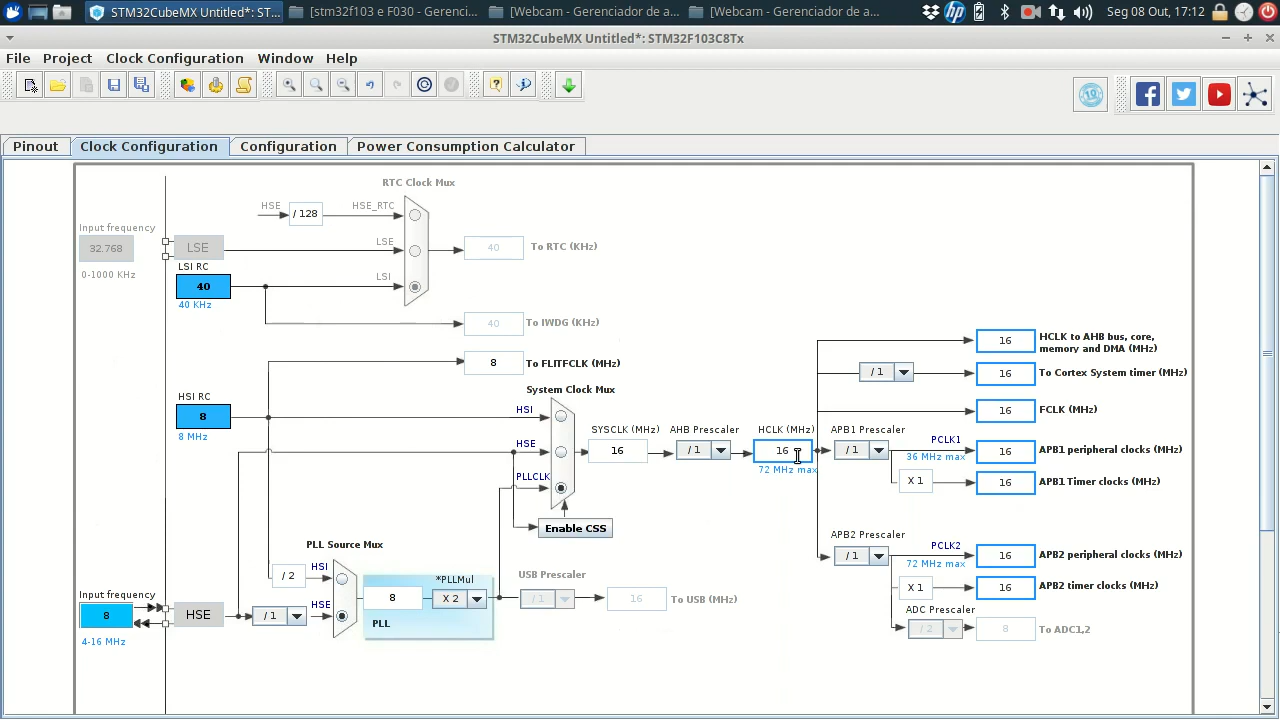 STM32CubeMX Untitled*: ST...
[stm32f103 e F030 - Gerenci...
[Webcam - Gerenciador de a...
[Webcam - Gerenciador de a...
Seg 08 Out, 17:12
STM32CubeMX Untitled*: STM32F103C8Tx
File Project Clock Configuration Window Help
Pinout
Clock Configuration
Configuration
Power Consumption Calculator
RTC Clock Mux
HSE
/ 128
HSE_RTC
Input frequency
32.768
LSE
LSE
0-1000 KHz
40
To RTC (KHz)
LSI RC
LSI
40
40 KHz
40
To IWDG (KHz)
8
To FLITFCLK (MHz)
HSI RC
8
8 MHz
System Clock Mux
HSI
HSE
PLLCLK
Enable CSS
SYSCLK (MHz)
16
AHB Prescaler
/ 1
HCLK (MHz)
16
72 MHz max
16
HCLK to AHB bus, core,
memory and DMA (MHz)
/ 1
16
To Cortex System timer (MHz)
16
FCLK (MHz)
APB1 Prescaler
/ 1
PCLK1
36 MHz max
16
APB1 peripheral clocks (MHz)
X 1
16
APB1 Timer clocks (MHz)
APB2 Prescaler
/ 1
PCLK2
72 MHz max
16
APB2 peripheral clocks (MHz)
X 1
16
APB2 timer clocks (MHz)
ADC Prescaler
/ 2
8
To ADC1,2
PLL Source Mux
HSI
/ 2
HSE
/ 1
Input frequency
8
HSE
4-16 MHz
8
*PLLMul
X 2
PLL
USB Prescaler
/ 1
16
To USB (MHz)